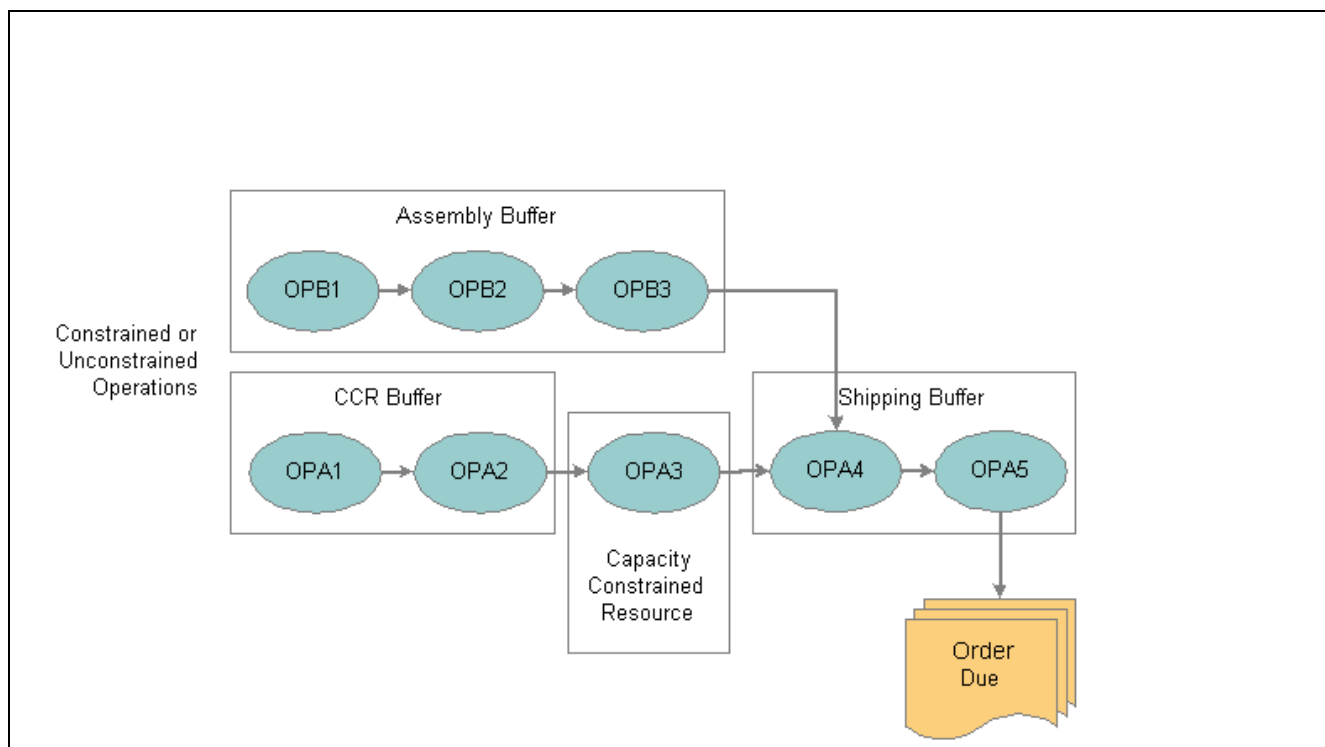 Assembly Buffer
OPB1
OPB2
OPB3
Constrained or
Unconstrained
Operations
CCR Buffer
OPA1
OPA2
OPA3
Capacity
Constrained
Resource
Shipping Buffer
OPA4
OPA5
Order
Due